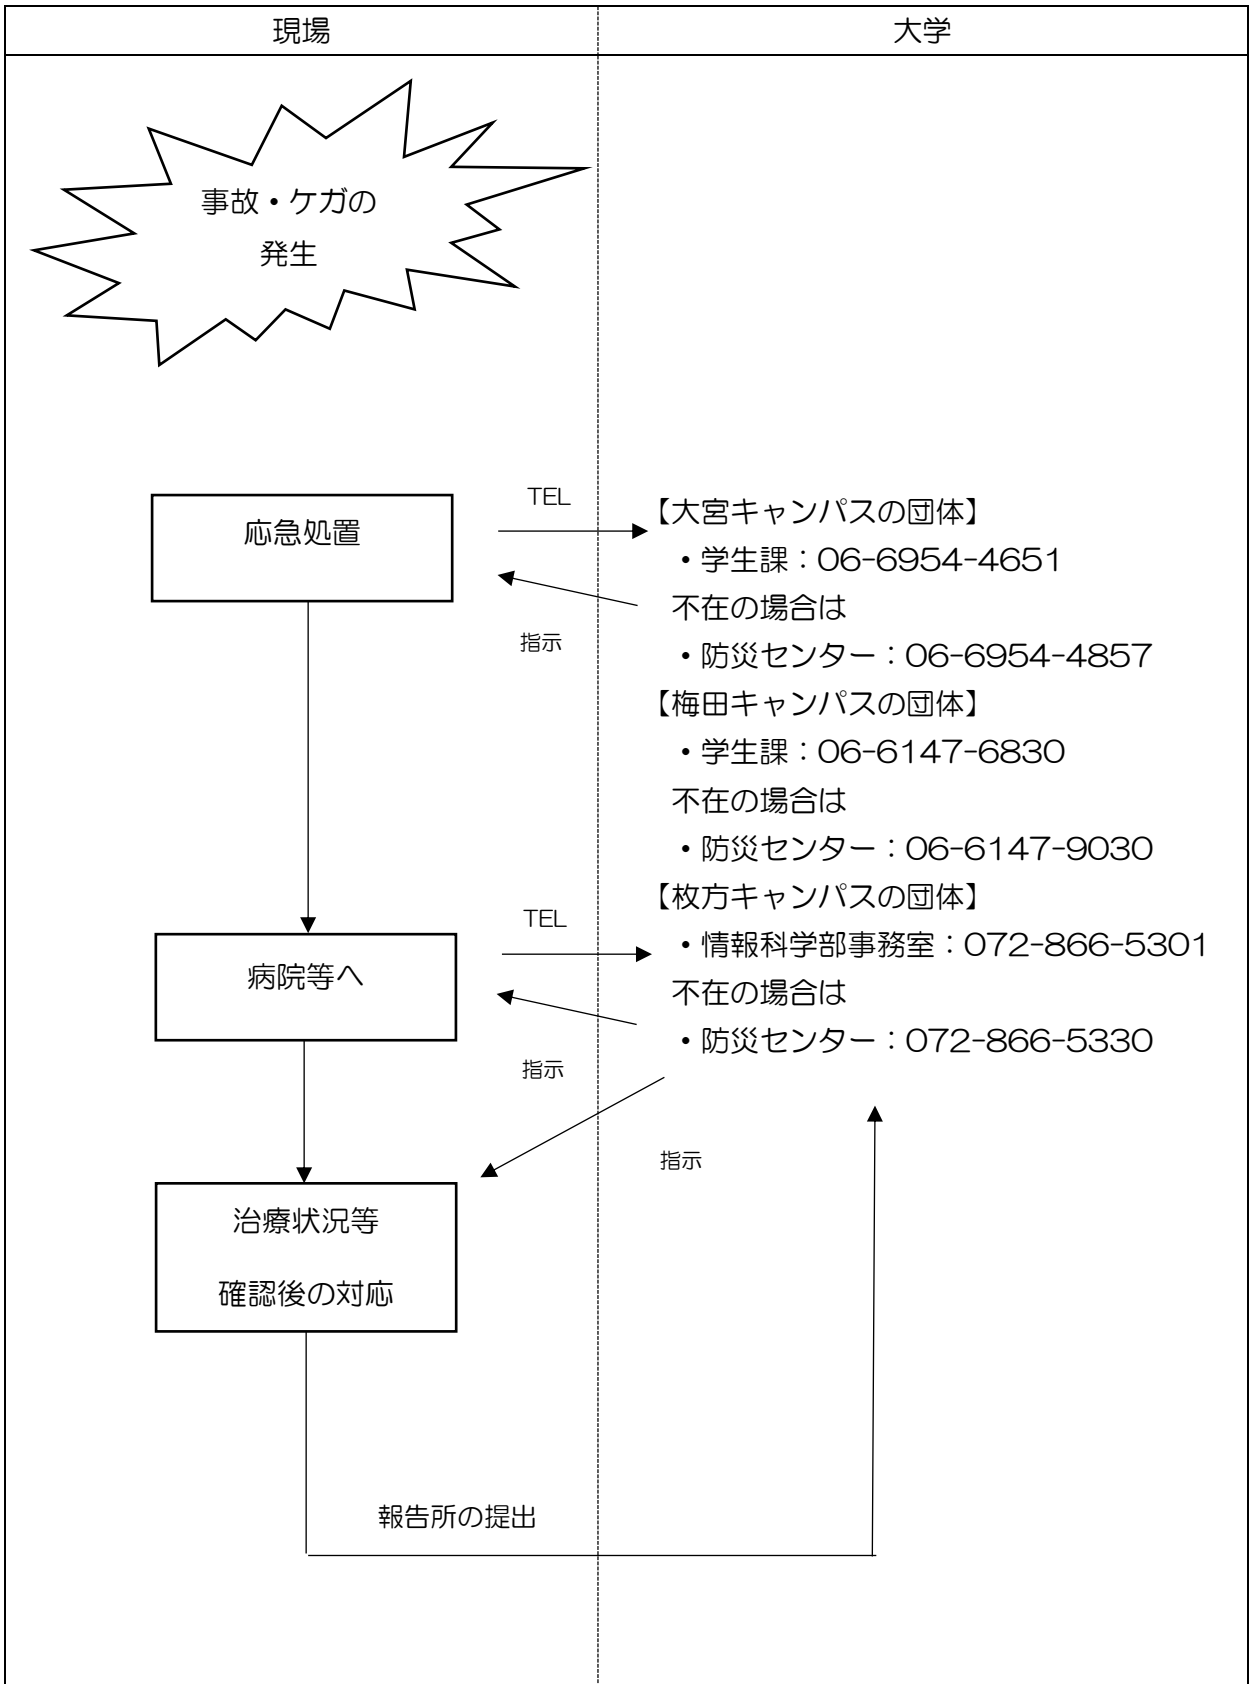 現場
大学
事故・ケガの
発生
応急処置
TEL
指示
【大宮キャンパスの団体】
・学生課：06-6954-4651
不在の場合は
・防災センター：06-6954-4857
【梅田キャンパスの団体】
・学生課：06-6147-6830
不在の場合は
・防災センター：06-6147-9030
【枚方キャンパスの団体】
・情報科学部事務室：072-866-5301
不在の場合は
・防災センター：072-866-5330
病院等へ
TEL
指示
指示
治療状況等
確認後の対応
報告所の提出